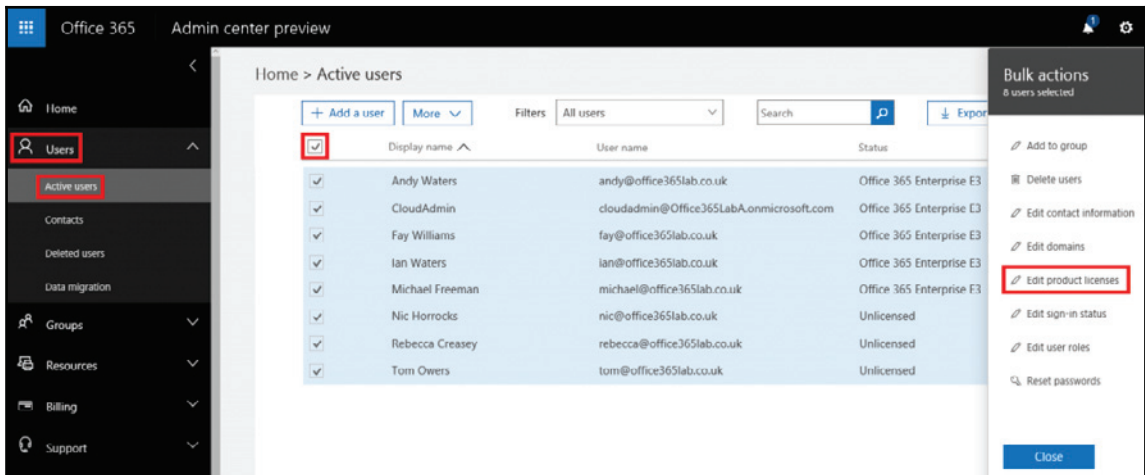 Office 365 Admin center preview 1
Home > Active users
Bulk actions
8 users selected
Home
Users
Active users
Contacts
Deleted users
Data migration
Groups
Resources
Billing
Support
+ Add a user More Filters All users Search Expor
Display name User name Status
Andy Waters andy@office365lab.co.uk Office 365 Enterprise E3
CloudAdmin cloudadmin@Office365LabA.onmicrosoft.com Office 365 Enterprise E3
Fay Williams fay@office365lab.co.uk Office 365 Enterprise E3
Ian Waters ian@office365lab.co.uk Office 365 Enterprise E3
Michael Freeman michael@office365lab.co.uk Office 365 Enterprise E3
Nic Horrocks nic@office365lab.co.uk Unlicensed
Rebecca Creasey rebecca@office365lab.co.uk Unlicensed
Tom Owers tom@office365lab.co.uk Unlicensed
Add to group
Delete users
Edit contact information
Edit domains
Edit product licenses
Edit sign-in status
Edit user roles
Reset passwords
Close